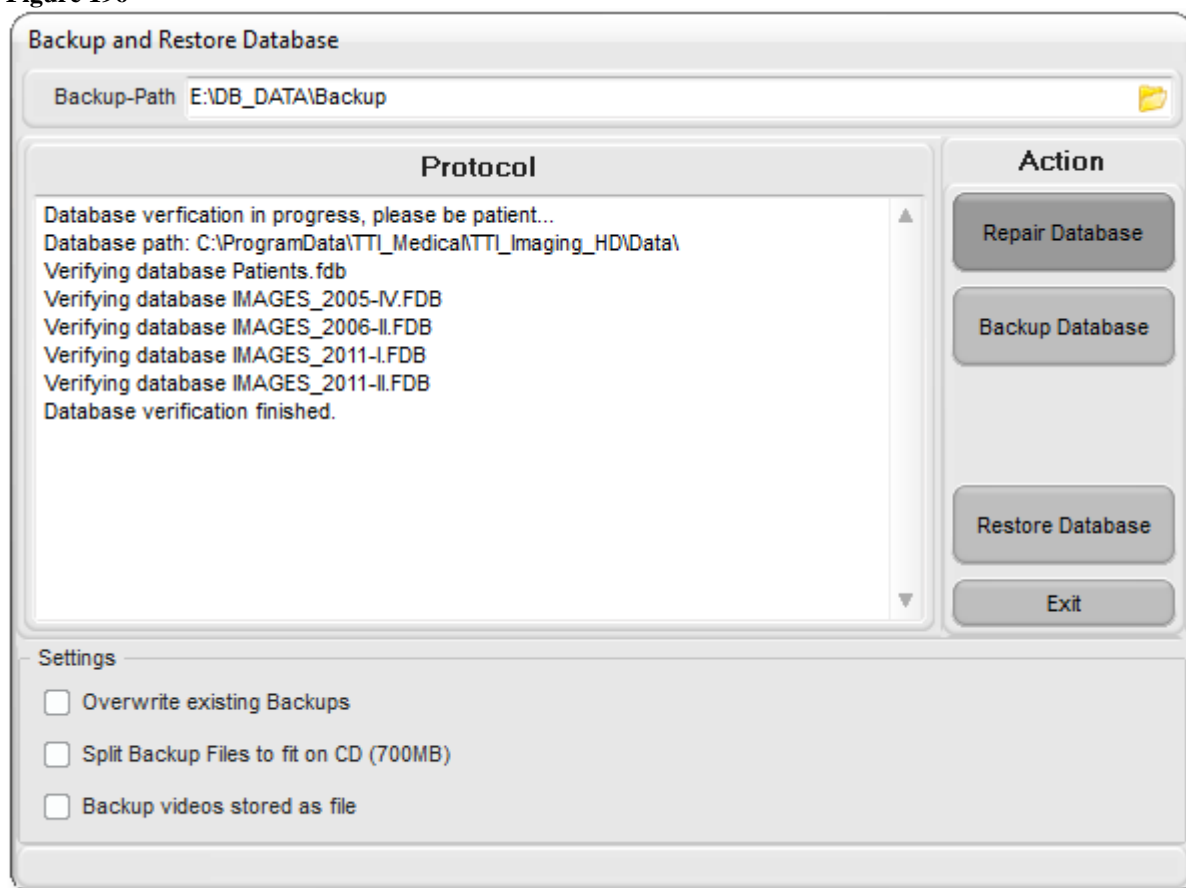 Backup and Restore Database
Backup-Path E:\DB_DATA\Backup
Protocol
Database verfication in progress, please be patient...
Database path: C:\ProgramData\TTI_Medical\TTI_Imaging_HD\Data\
Verifying database Patients.fdb
Verifying database IMAGES_2005-IV.FDB
Verifying database IMAGES_2006-II.FDB
Verifying database IMAGES_2011-I.FDB
Verifying database IMAGES_2011-II.FDB
Database verification finished.
Action
Repair Database
Backup Database
Restore Database
Exit
Settings
Overwrite existing Backups
Split Backup Files to fit on CD (700MB)
Backup videos stored as file